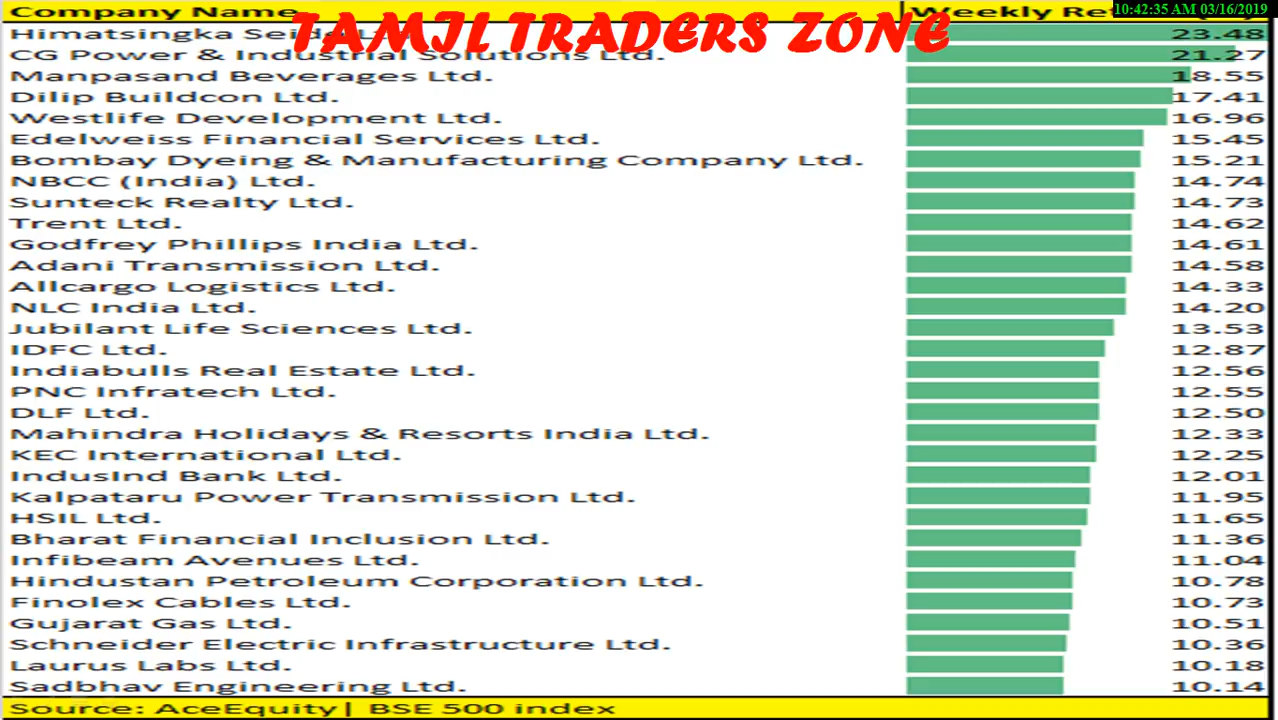 Company Name Weekly Re 10:42:35 AM 03/16/2019
TAMIL TRADERS ZONE
Himatsingka Seide 23.48
CG Power & Industrial Solutions Ltd. 21.27
Manpasand Beverages Ltd. 18.55
Dilip Buildcon Ltd. 17.41
Westlife Development Ltd. 16.96
Edelweiss Financial Services Ltd. 15.45
Bombay Dyeing & Manufacturing Company Ltd. 15.21
NBCC (India) Ltd. 14.74
Sunteck Realty Ltd. 14.73
Trent Ltd. 14.62
Godfrey Phillips India Ltd. 14.61
Adani Transmission Ltd. 14.58
Allcargo Logistics Ltd. 14.33
NLC India Ltd. 14.20
Jubilant Life Sciences Ltd. 13.53
IDFC Ltd. 12.87
Indiabulls Real Estate Ltd. 12.56
PNC Infratech Ltd. 12.55
DLF Ltd. 12.50
Mahindra Holidays & Resorts India Ltd. 12.33
KEC International Ltd. 12.25
IndusInd Bank Ltd. 12.01
Kalpataru Power Transmission Ltd. 11.95
HSIL Ltd. 11.65
Bharat Financial Inclusion Ltd. 11.36
Infibeam Avenues Ltd. 11.04
Hindustan Petroleum Corporation Ltd. 10.78
Finolex Cables Ltd. 10.73
Gujarat Gas Ltd. 10.51
Schneider Electric Infrastructure Ltd. 10.36
Laurus Labs Ltd. 10.18
Sadbhav Engineering Ltd. 10.14
Source: AceEquity| BSE 500 index